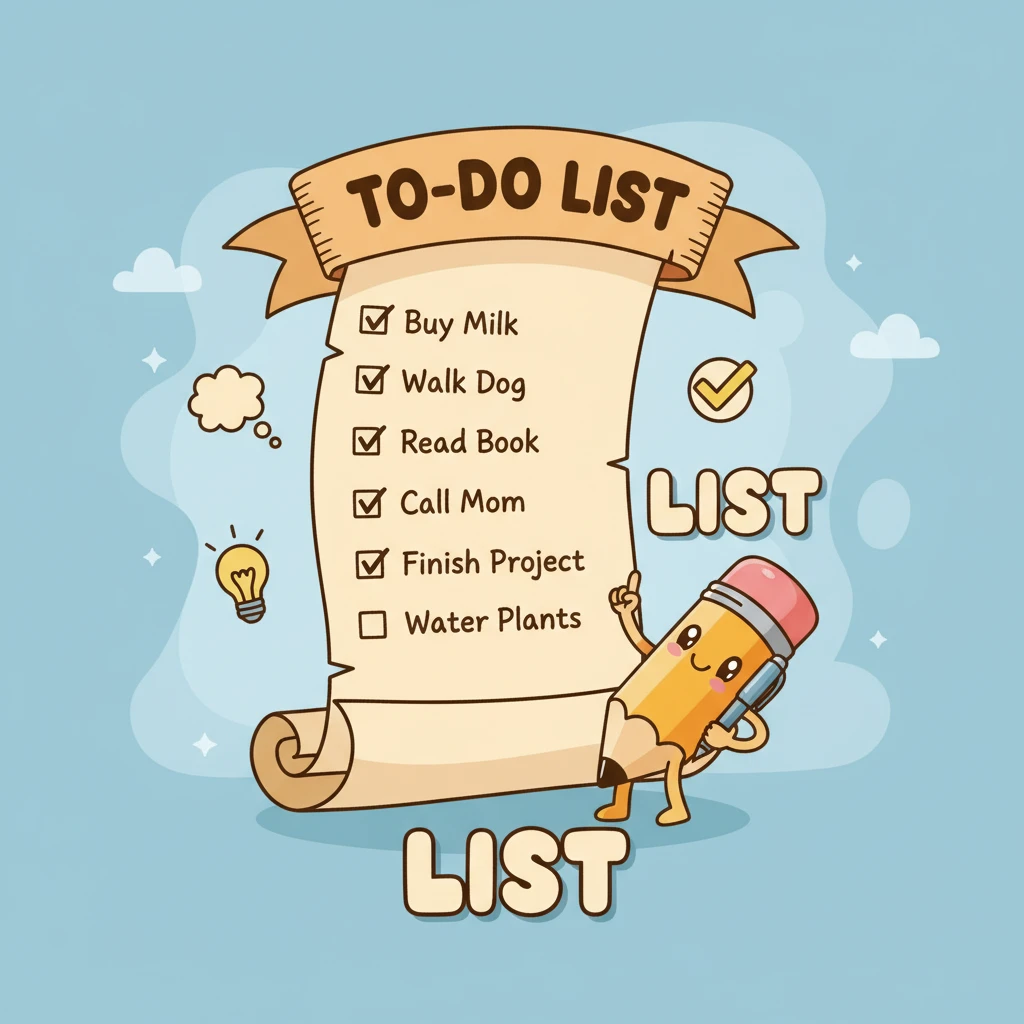 TO-DO LIST
Buy Milk
Walk Dog
Read Book
Call Mom
Finish Project
Water Plants
LIST
LIST